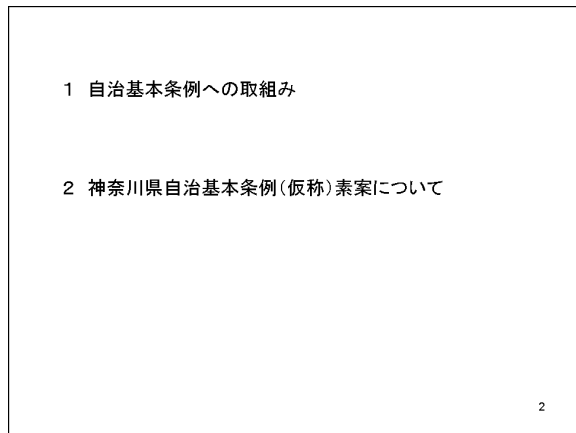 １ 自治基本条例への取組み
２ 神奈川県自治基本条例（仮称）素案について
2